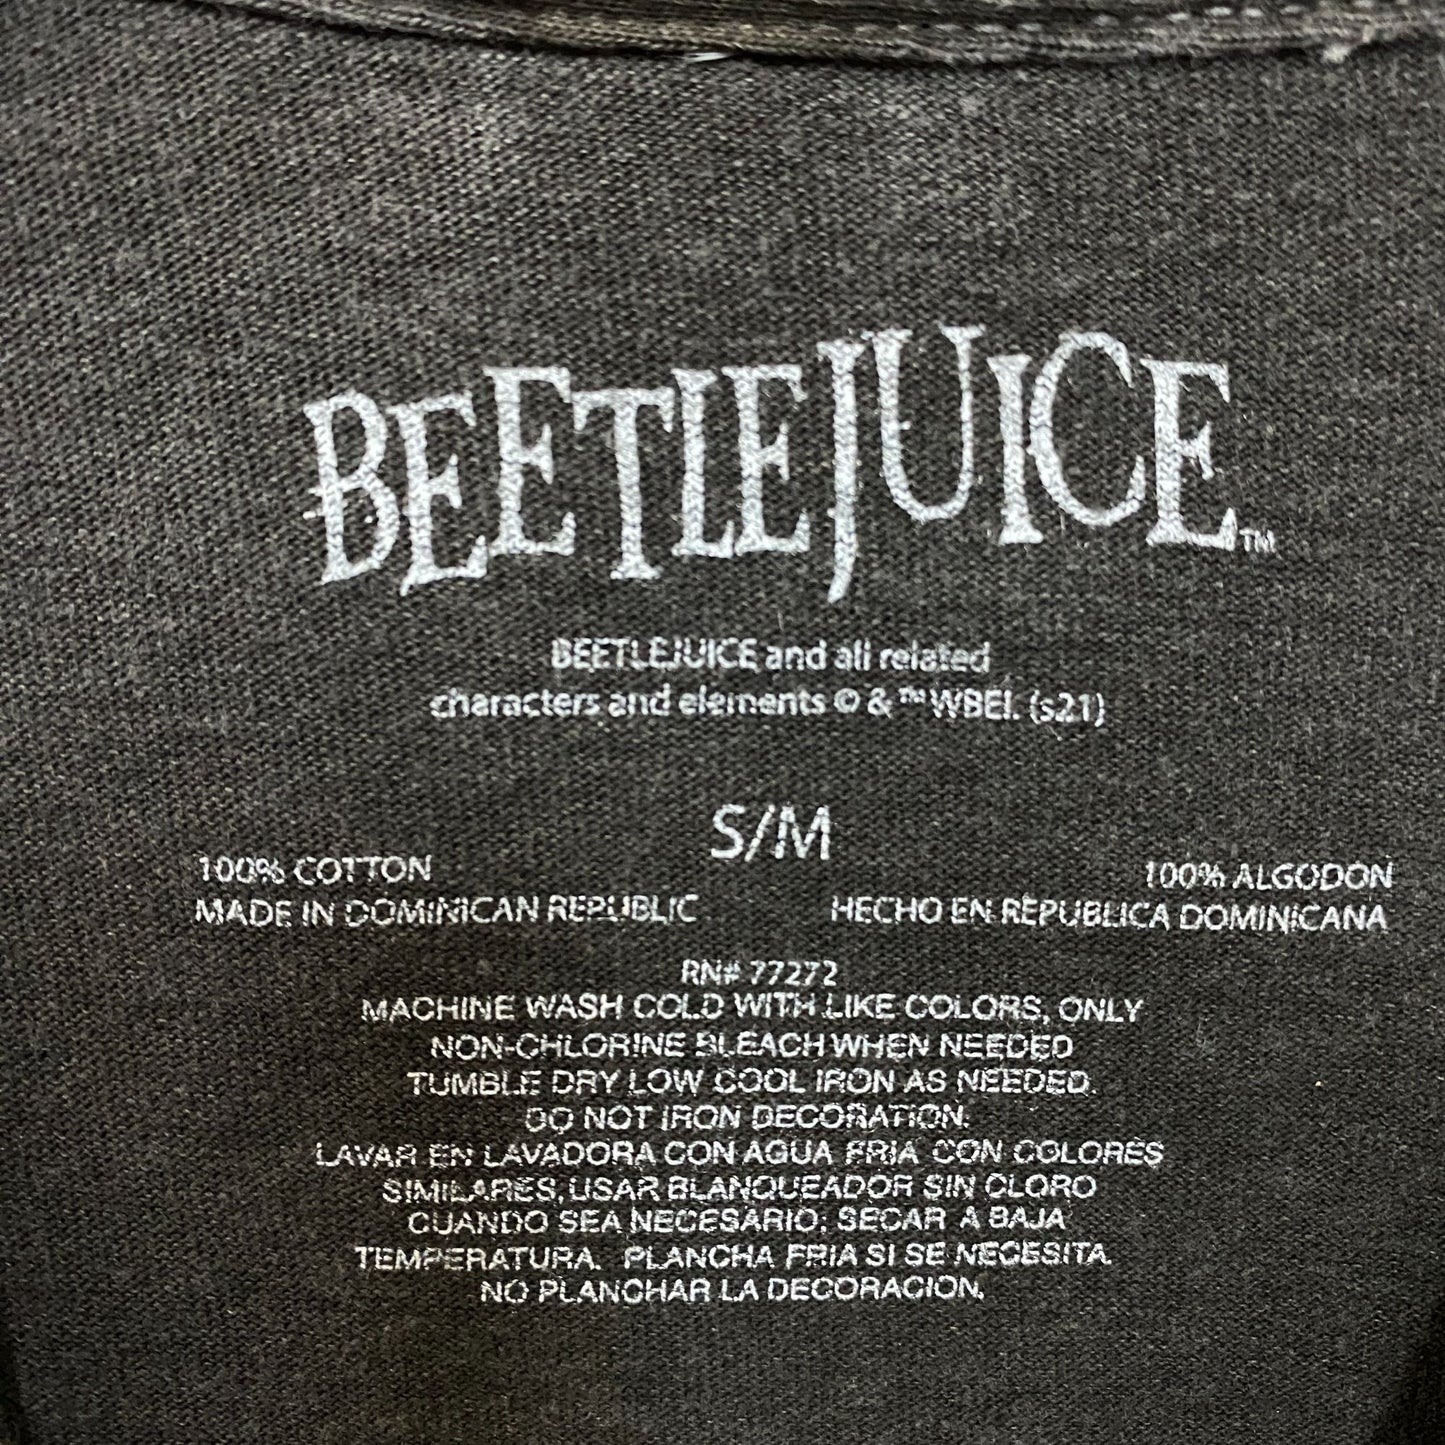 BEETLEJUICE™
BEETLEJUICE and all related
characters and elements © & ™ WBEI. (s21)
S/M
100% COTTON
100% ALGODON
MADE IN DOMINICAN REPUBLIC
HECHO EN REPUBLICA DOMINICANA
RN# 77272
MACHINE WASH COLD WITH LIKE COLORS, ONLY
NON-CHLORINE BLEACH WHEN NEEDED
TUMBLE DRY LOW COOL IRON AS NEEDED.
DO NOT IRON DECORATION.
LAVAR EN LAVADORA CON AGUA FRIA CON COLORES
SIMILARES, USAR BLANQUEADOR SIN CLORO
CUANDO SEA NECESARIO; SECAR A BAJA
TEMPERATURA. PLANCHA FRIA SI SE NECESITA.
NO PLANCHAR LA DECORACION.